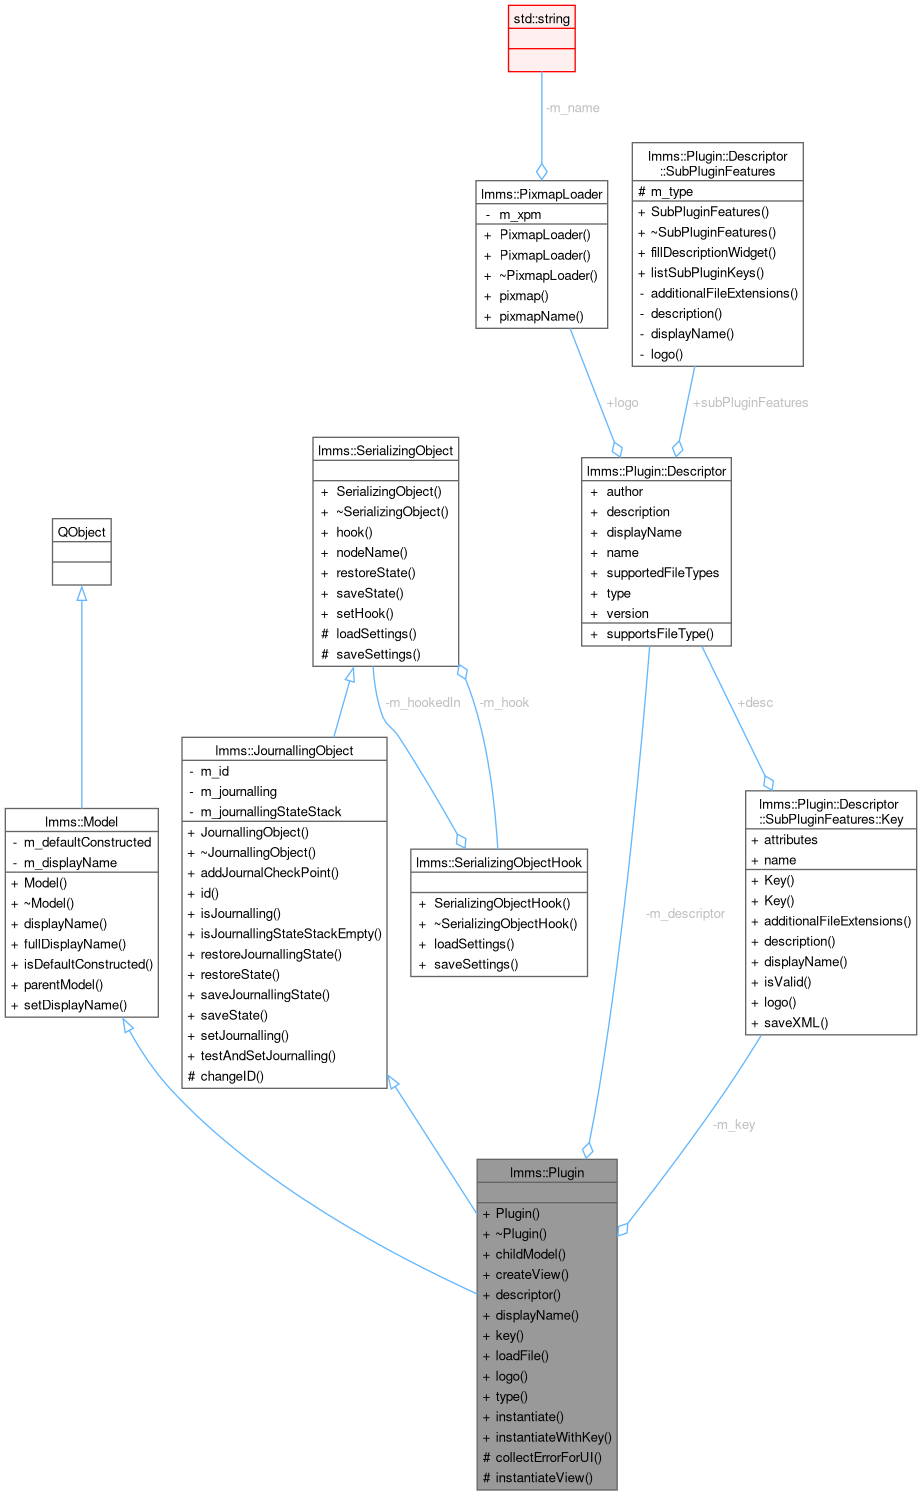 std::string
-m_name
lmms::PixmapLoader
- m_xpm
+ PixmapLoader()
+ PixmapLoader()
+ ~PixmapLoader()
+ pixmap()
+ pixmapName()
lmms::Plugin::Descriptor
::SubPluginFeatures
# m_type
+ SubPluginFeatures()
+ ~SubPluginFeatures()
+ fillDescriptionWidget()
+ listSubPluginKeys()
- additionalFileExtensions()
- description()
- displayName()
- logo()
+logo
+subPluginFeatures
lmms::SerializingObject
+ SerializingObject()
+ ~SerializingObject()
+ hook()
+ nodeName()
+ restoreState()
+ saveState()
+ setHook()
# loadSettings()
# saveSettings()
lmms::Plugin::Descriptor
+ author
+ description
+ displayName
+ name
+ supportedFileTypes
+ type
+ version
+ supportsFileType()
QObject
-m_hookedIn
-m_hook
+desc
lmms::JournallingObject
- m_id
- m_journalling
- m_journallingStateStack
+ JournallingObject()
+ ~JournallingObject()
+ addJournalCheckPoint()
+ id()
+ isJournalling()
+ isJournallingStateStackEmpty()
+ restoreJournallingState()
+ restoreState()
+ saveJournallingState()
+ saveState()
+ setJournalling()
+ testAndSetJournalling()
# changeID()
lmms::Model
- m_defaultConstructed
- m_displayName
+ Model()
+ ~Model()
+ displayName()
+ fullDisplayName()
+ isDefaultConstructed()
+ parentModel()
+ setDisplayName()
lmms::SerializingObjectHook
+ SerializingObjectHook()
+ ~SerializingObjectHook()
+ loadSettings()
+ saveSettings()
lmms::Plugin::Descriptor
::SubPluginFeatures::Key
+ attributes
+ name
+ Key()
+ Key()
+ additionalFileExtensions()
+ description()
+ displayName()
+ isValid()
+ logo()
+ saveXML()
-m_descriptor
-m_key
lmms::Plugin
+ Plugin()
+ ~Plugin()
+ childModel()
+ createView()
+ descriptor()
+ displayName()
+ key()
+ loadFile()
+ logo()
+ type()
+ instantiate()
+ instantiateWithKey()
# collectErrorForUI()
# instantiateView()